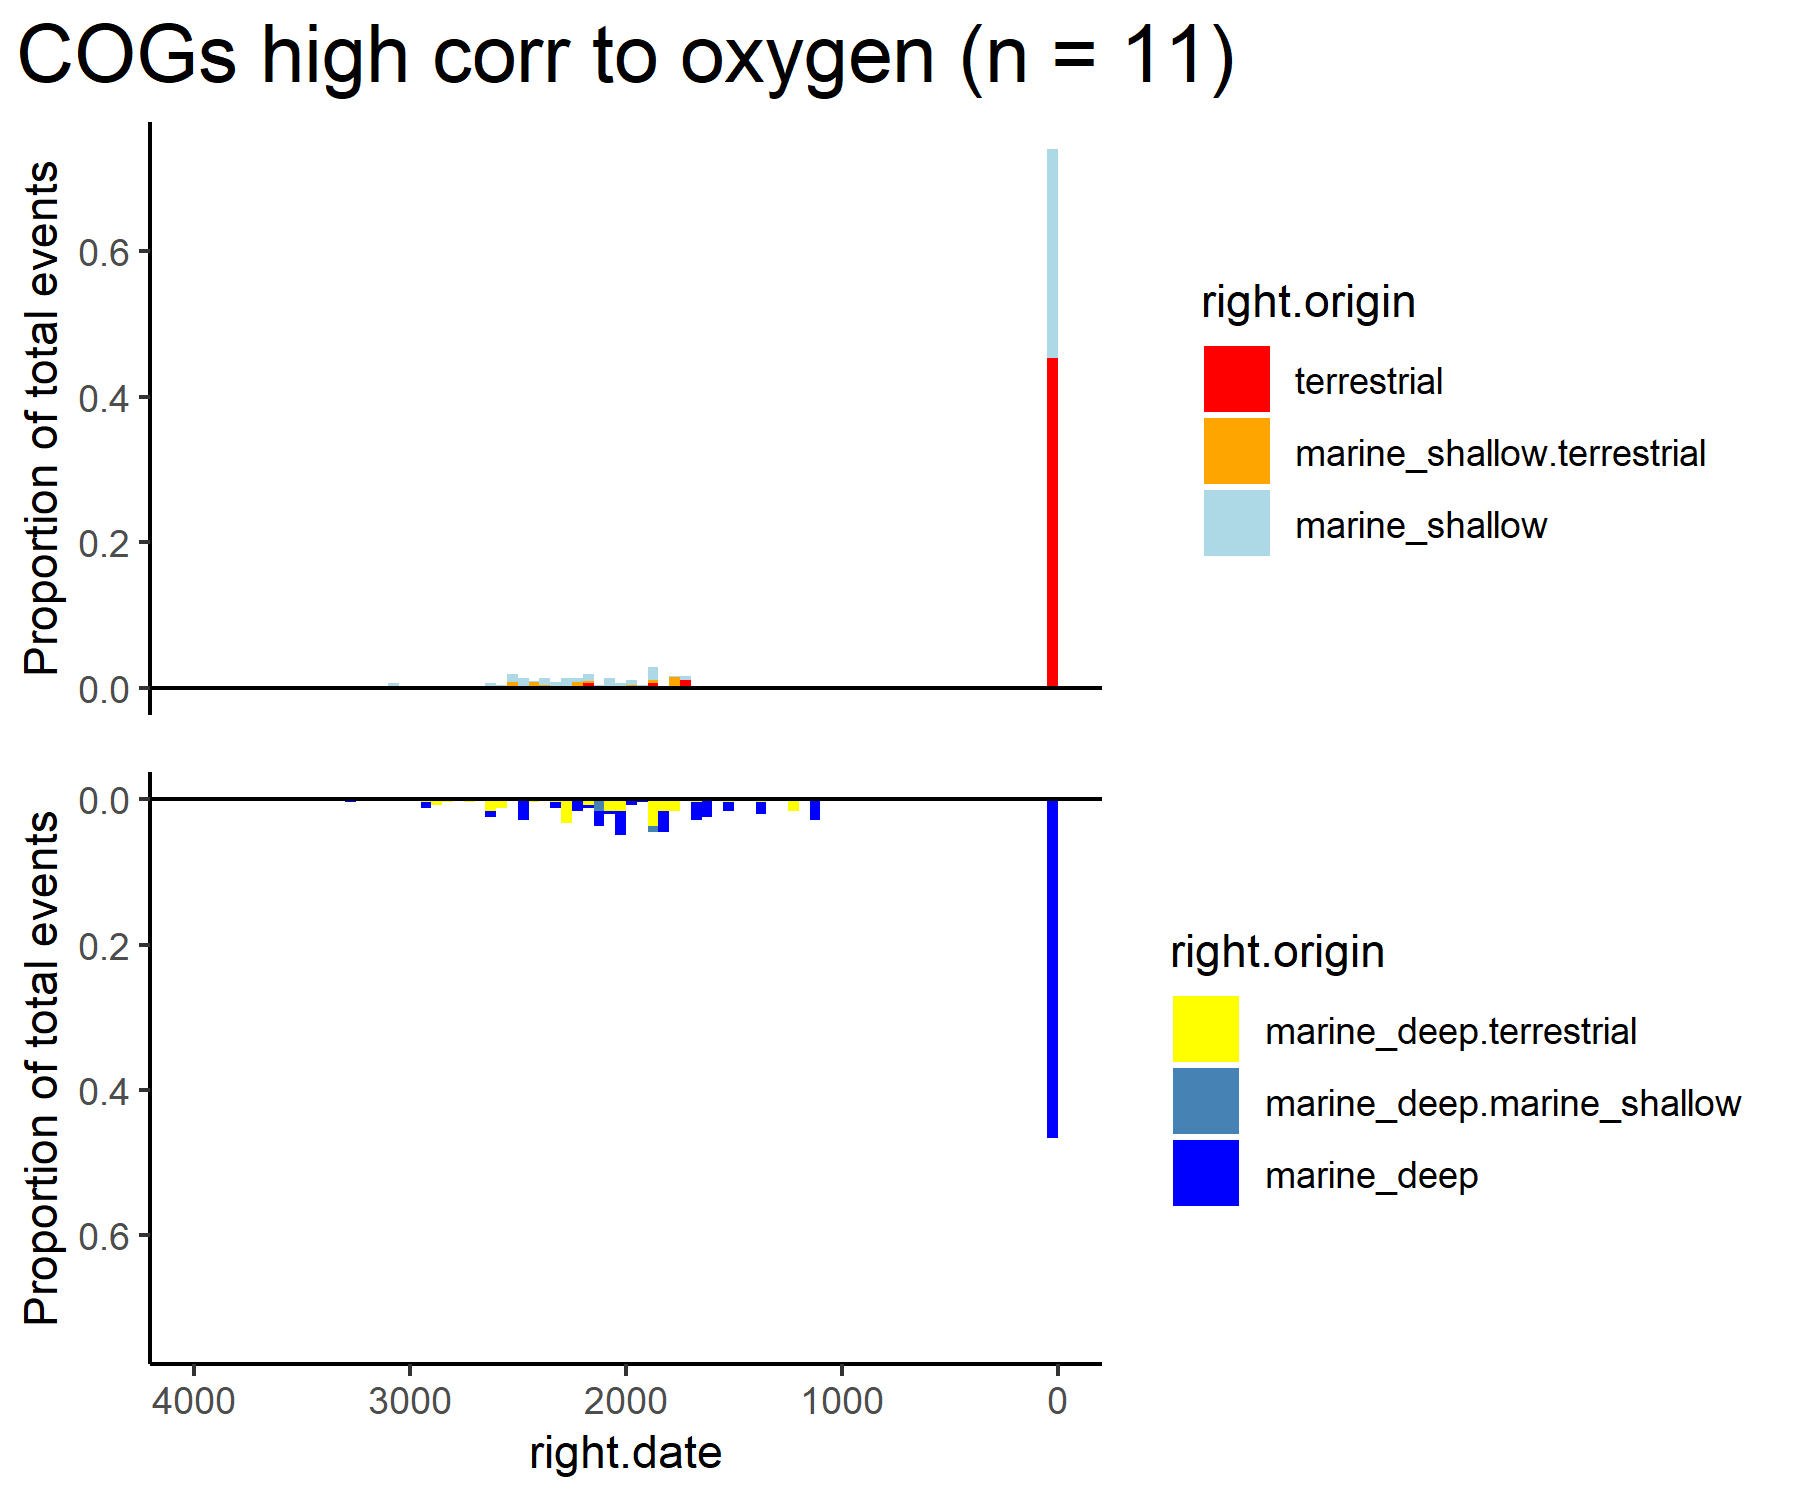 COGs high corr to oxygen (n = 11)
Proportion of total events
0.6
0.4
0.2
0.0
right.origin
terrestrial
marine_shallow.terrestrial
marine_shallow
Proportion of total events
0.0
0.2
0.4
0.6
right.origin
marine_deep.terrestrial
marine_deep.marine_shallow
marine_deep
4000 3000 2000 1000 0
right.date